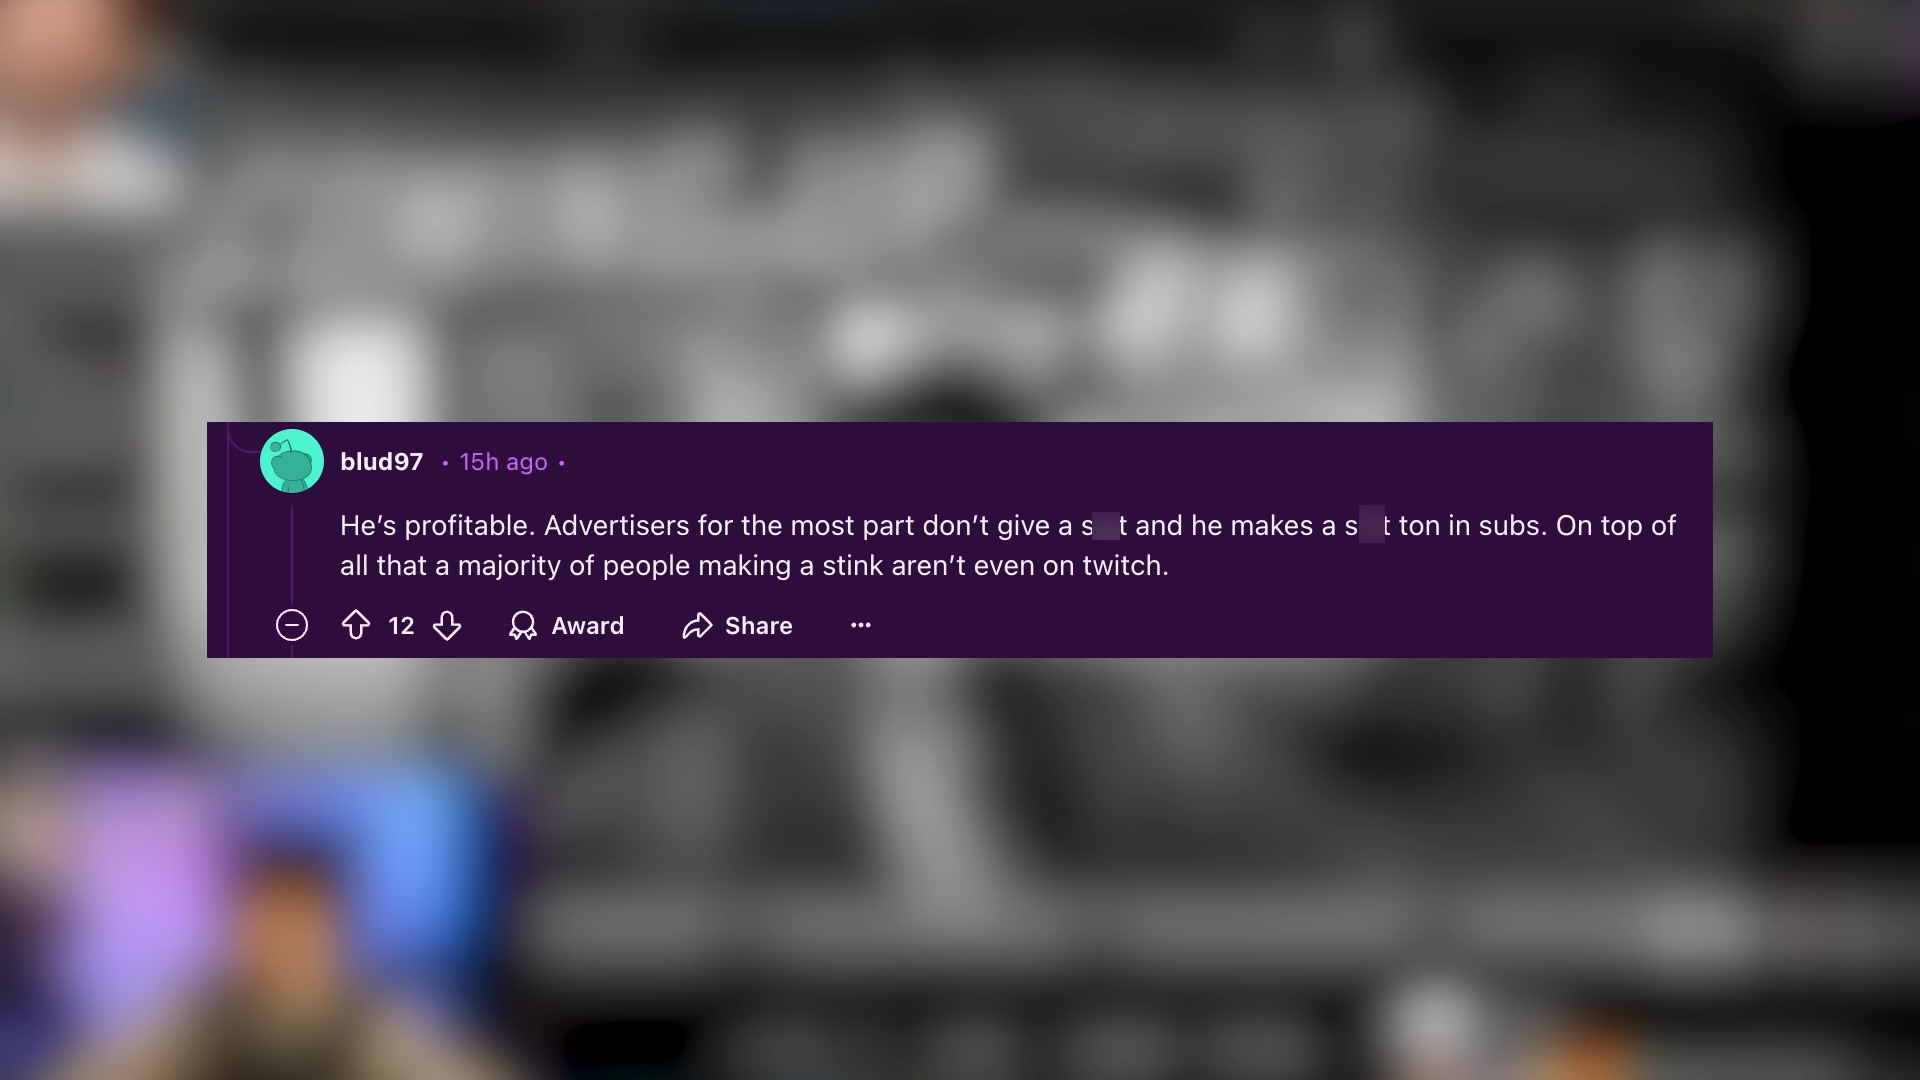 blud97 • 15h ago •
He’s profitable. Advertisers for the most part don’t give a s t and he makes a s t ton in subs. On top of
all that a majority of people making a stink aren’t even on twitch.
12 Award Share ···